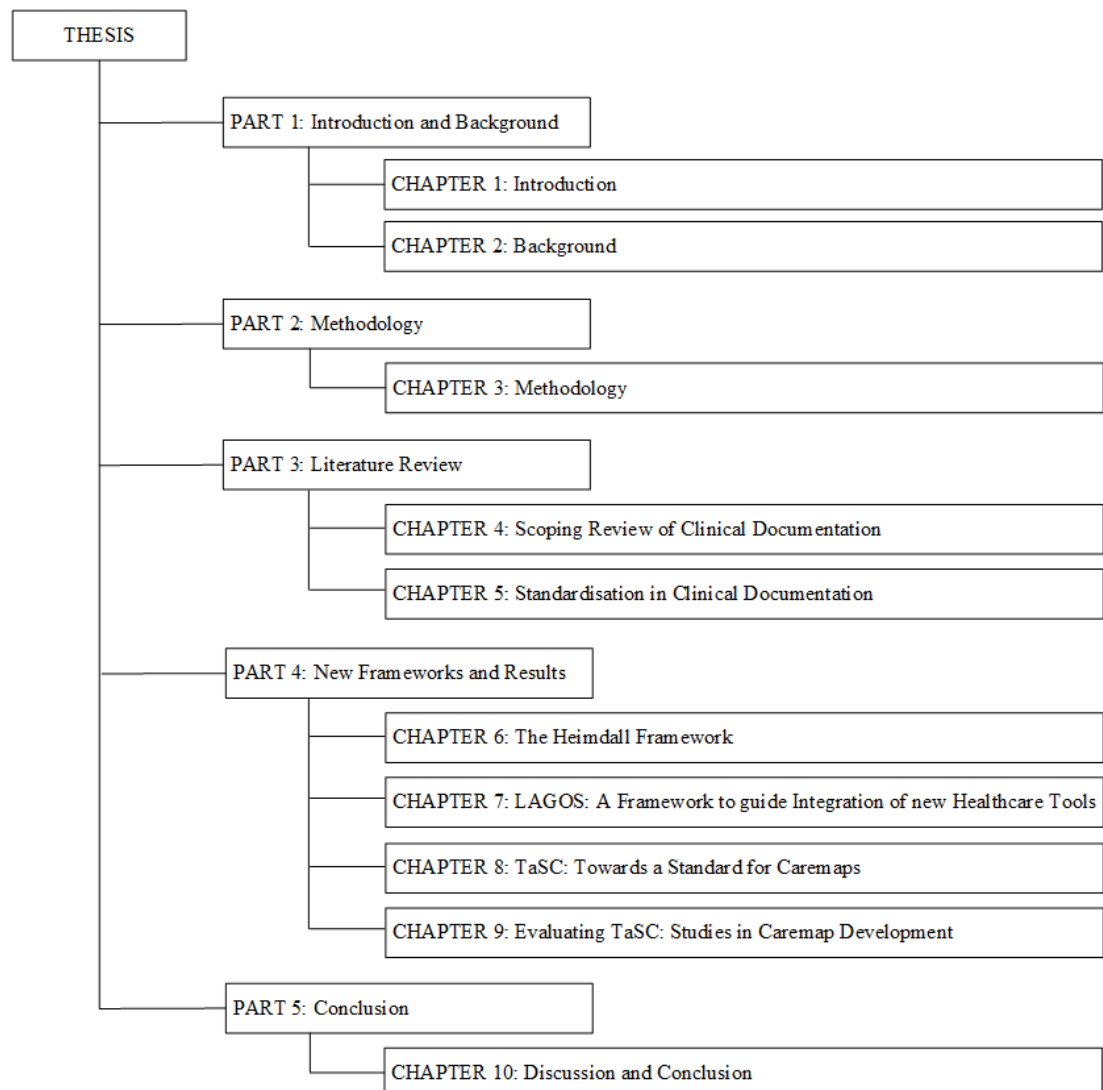 THESIS
PART 1: Introduction and Background
CHAPTER 1: Introduction
CHAPTER 2: Background
PART 2: Methodology
CHAPTER 3: Methodology
PART 3: Literature Review
CHAPTER 4: Scoping Review of Clinical Documentation
CHAPTER 5: Standardisation in Clinical Documentation
PART 4: New Frameworks and Results
CHAPTER 6: The Heimdall Framework
CHAPTER 7: LAGOS: A Framework to guide Integration of new Healthcare Tools
CHAPTER 8: TaSC: Towards a Standard for Caremaps
CHAPTER 9: Evaluating TaSC: Studies in Caremap Development
PART 5: Conclusion
CHAPTER 10: Discussion and Conclusion